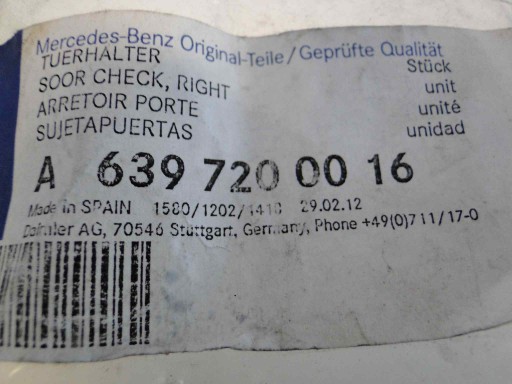 Mercedes-Benz Original-Teile/Geprüfte Qualität
TUERHALTER Stück
SOOR CHECK, RIGHT unit
ARRETOIR PORTE unité
SUJETAPUERTAS unidad
A 639 720 00 16
Made in SPAIN 1580/1202/1418 29.02.12
Daimler AG, 70546 Stuttgart, Germany, Phone +49(0)711/17-0